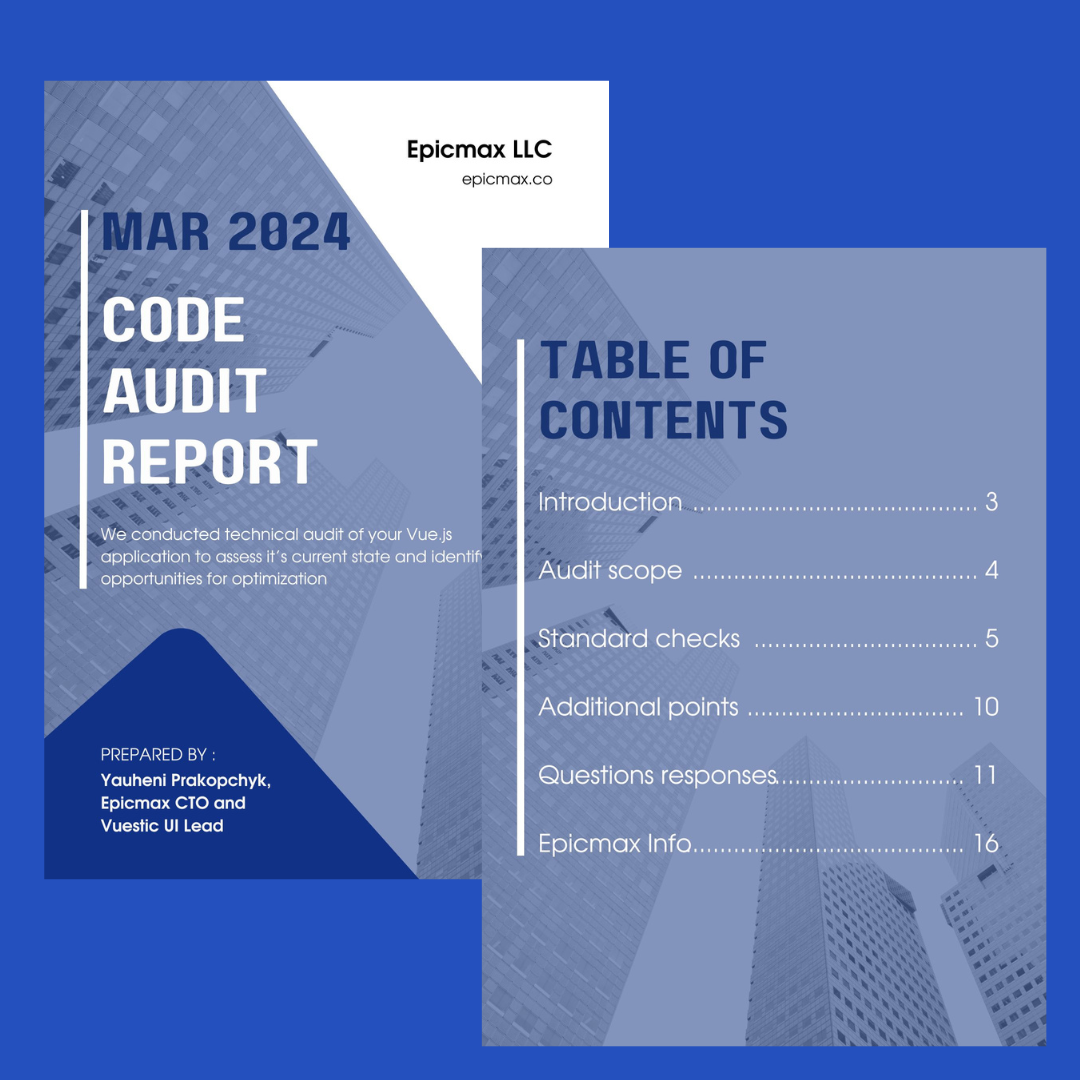 Epicmax LLC
epicmax.co
MAR 2024
CODE
AUDIT
REPORT
We conducted technical audit of your Vue.js
application to assess it's current state and identif
opportunities for optimization
PREPARED BY :
Yauheni Prakopchyk,
Epicmax CTO and
Vuestic UI Lead
TABLE OF
CONTENTS
Introduction .......................................... 3
Audit scope .......................................... 4
Standard checks ................................. 5
Additional points ................................ 10
Questions responses............................ 11
Epicmax Info........................................ 16